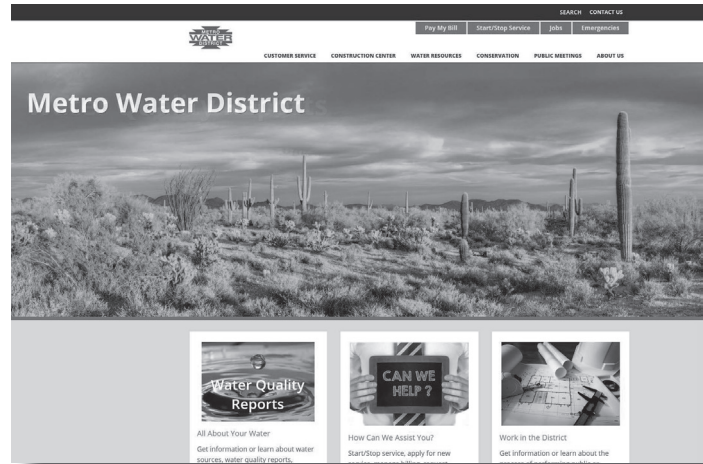 SEARCH CONTACT US
METRO
WATER
DISTRICT
Pay My Bill Start/Stop Service Jobs Emergencies
CUSTOMER SERVICE CONSTRUCTION CENTER WATER RESOURCES CONSERVATION PUBLIC MEETINGS ABOUT US
Metro Water District
Water Quality
Reports
CAN WE
HELP ?
All About Your Water
Get information or learn about water
sources, water quality reports,
How Can We Assist You?
Start/Stop service, apply for new
Work in the District
Get information or learn about the